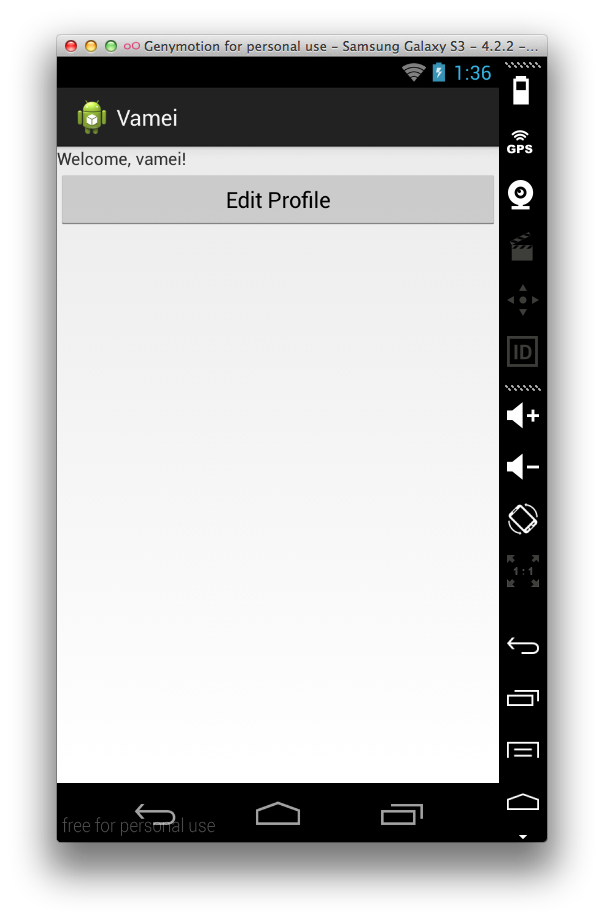 Genymotion for personal use - Samsung Galaxy S3 - 4.2.2 -...
1:36
Vamei
Welcome, vamei!
Edit Profile
GPS
ID
1:1
free for personal use